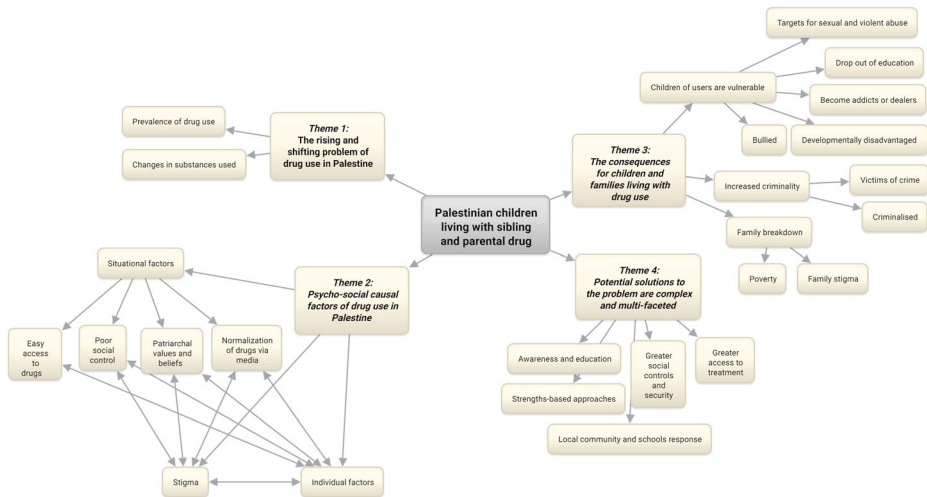 Targets for sexual and violent abuse
Drop out of education
Children of users are vulnerable
Become addicts or dealers
Bullied
Developmentally disadvantaged
Prevalence of drug use
Changes in substances used
Theme 1:
The rising and
shifting problem of
drug use in Palestine
Theme 3:
The consequences
for children and
families living with
drug use
Increased criminality
Victims of crime
Criminalised
Family breakdown
Poverty
Family stigma
Palestinian children
living with sibling
and parental drug
Situational factors
Theme 2:
Psycho-social causal
factors of drug use in
Palestine
Easy
access
to
drugs
Poor
social
control
Patriarchal
values and
beliefs
Normalization
of drugs via
media
Stigma
Individual factors
Theme 4:
Potential solutions to
the problem are complex
and multi-faceted
Awareness and education
Strengths-based approaches
Greater
social
controls
and
security
Greater
access to
treatment
Local community and schools response